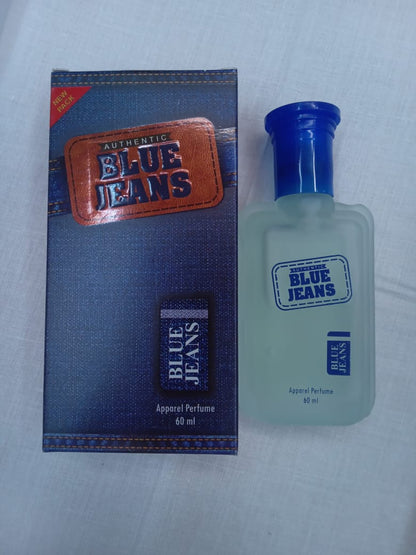 NEW
PACK
AUTHENTIC
BLUE
JEANS
BLUE
JEANS
Apparel Perfume
60 ml
AUTHENTIC
BLUE
JEANS
BLUE
JEANS
Apparel Perfume
60 ml